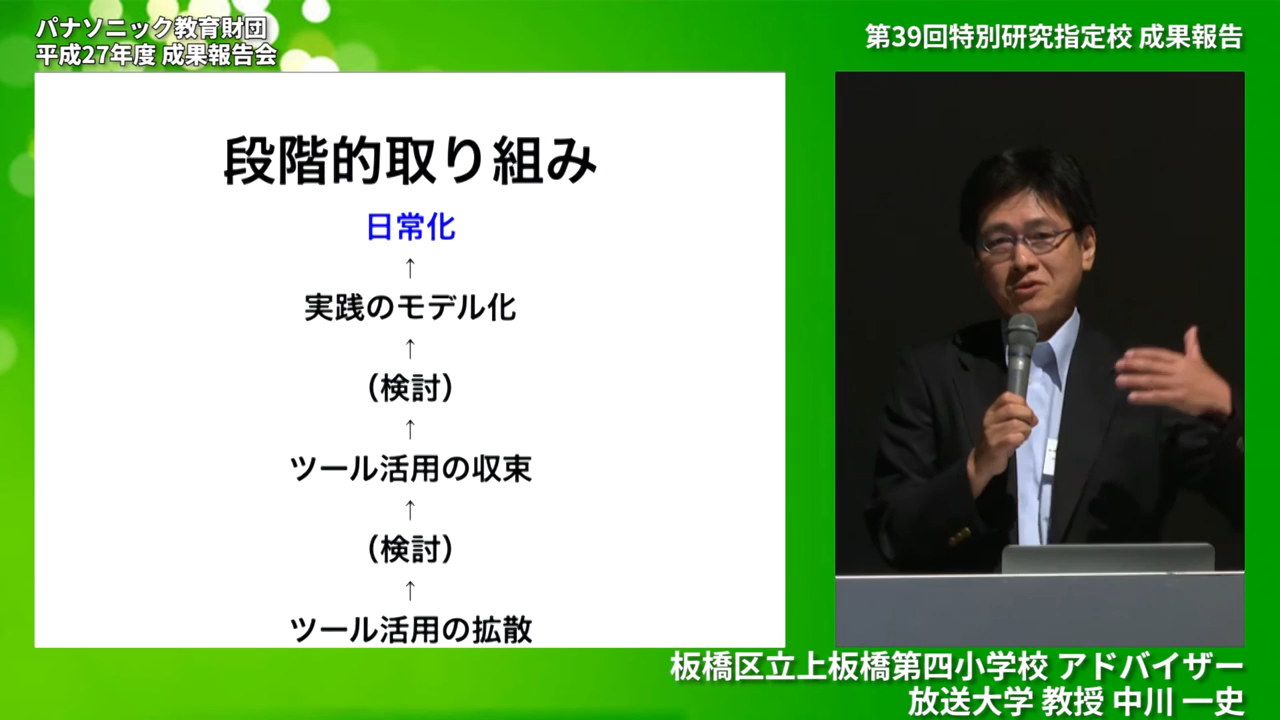 パナソニック教育財団
平成27年度 成果報告会
第39回特別研究指定校 成果報告
段階的取り組み
日常化
↑
実践のモデル化
↑
（検討）
↑
ツール活用の収束
↑
（検討）
↑
ツール活用の拡散
板橋区立上板橋第四小学校 アドバイザー
放送大学 教授 中川 一史